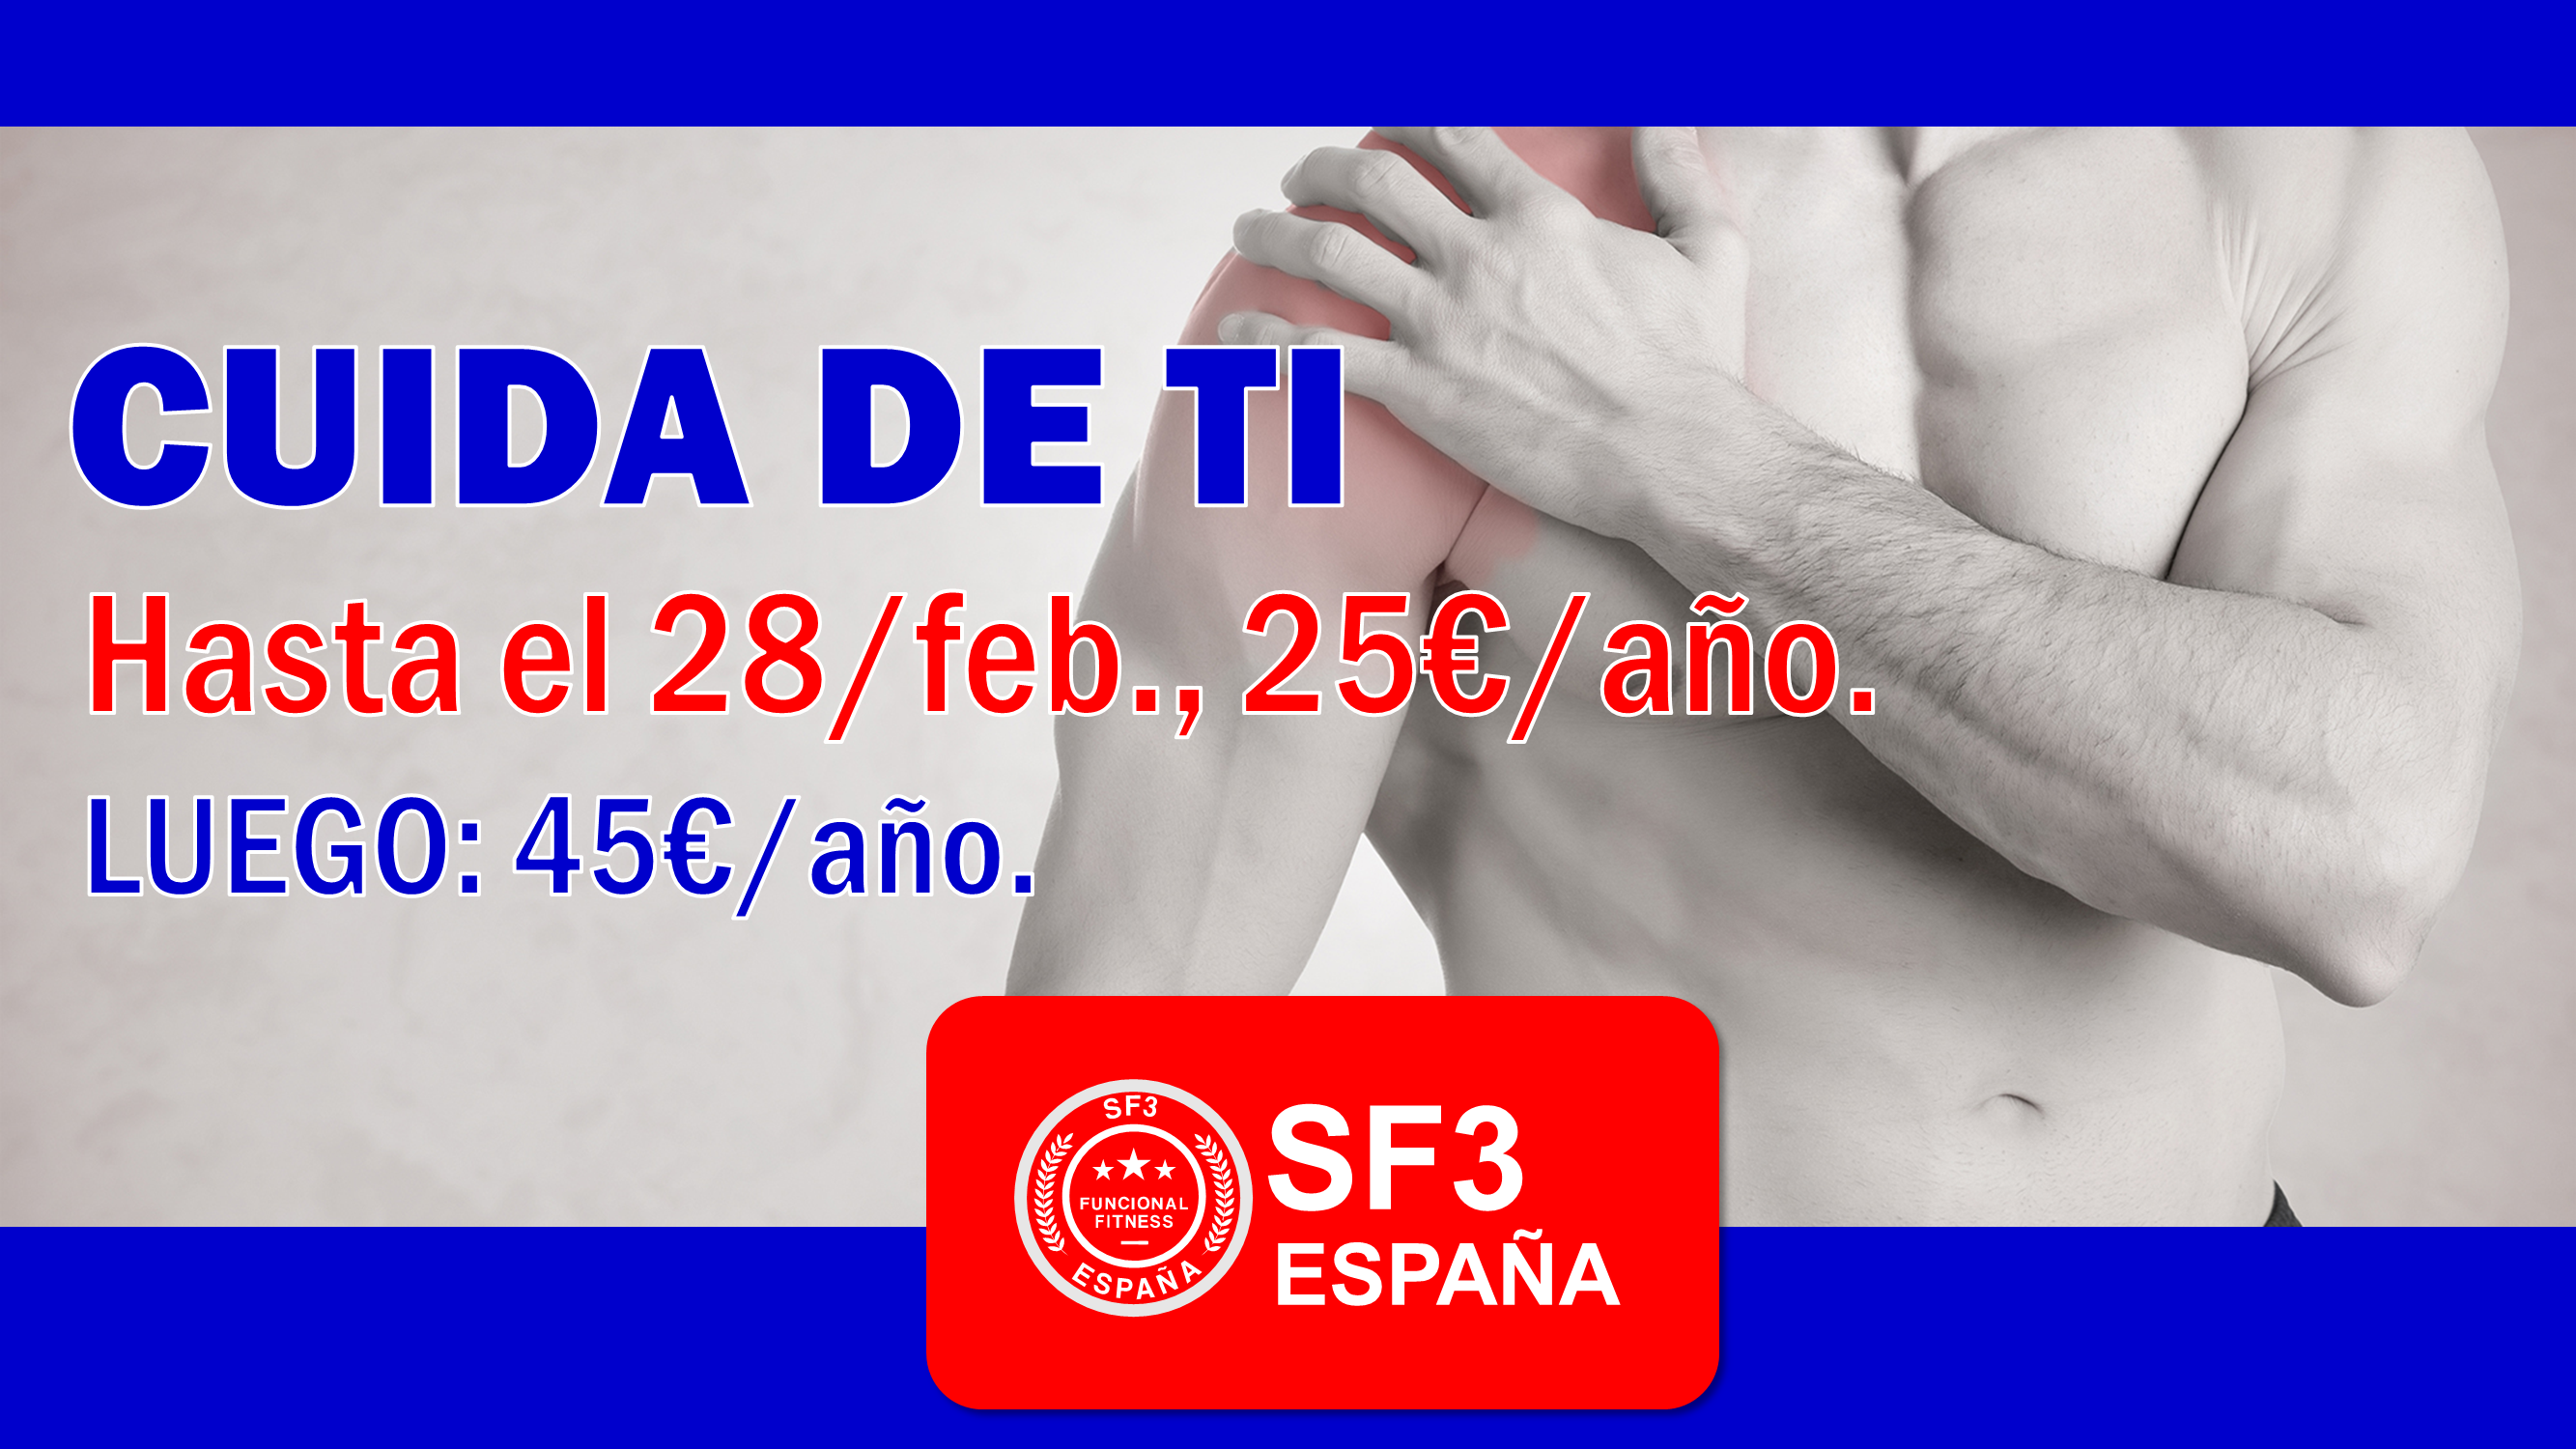 CUIDA DE TI
Hasta el 28/feb., 25€/año.
LUEGO: 45€/año.
SF3
FUNCIONAL
FITNESS
ESPAÑA
SF3
ESPAÑA